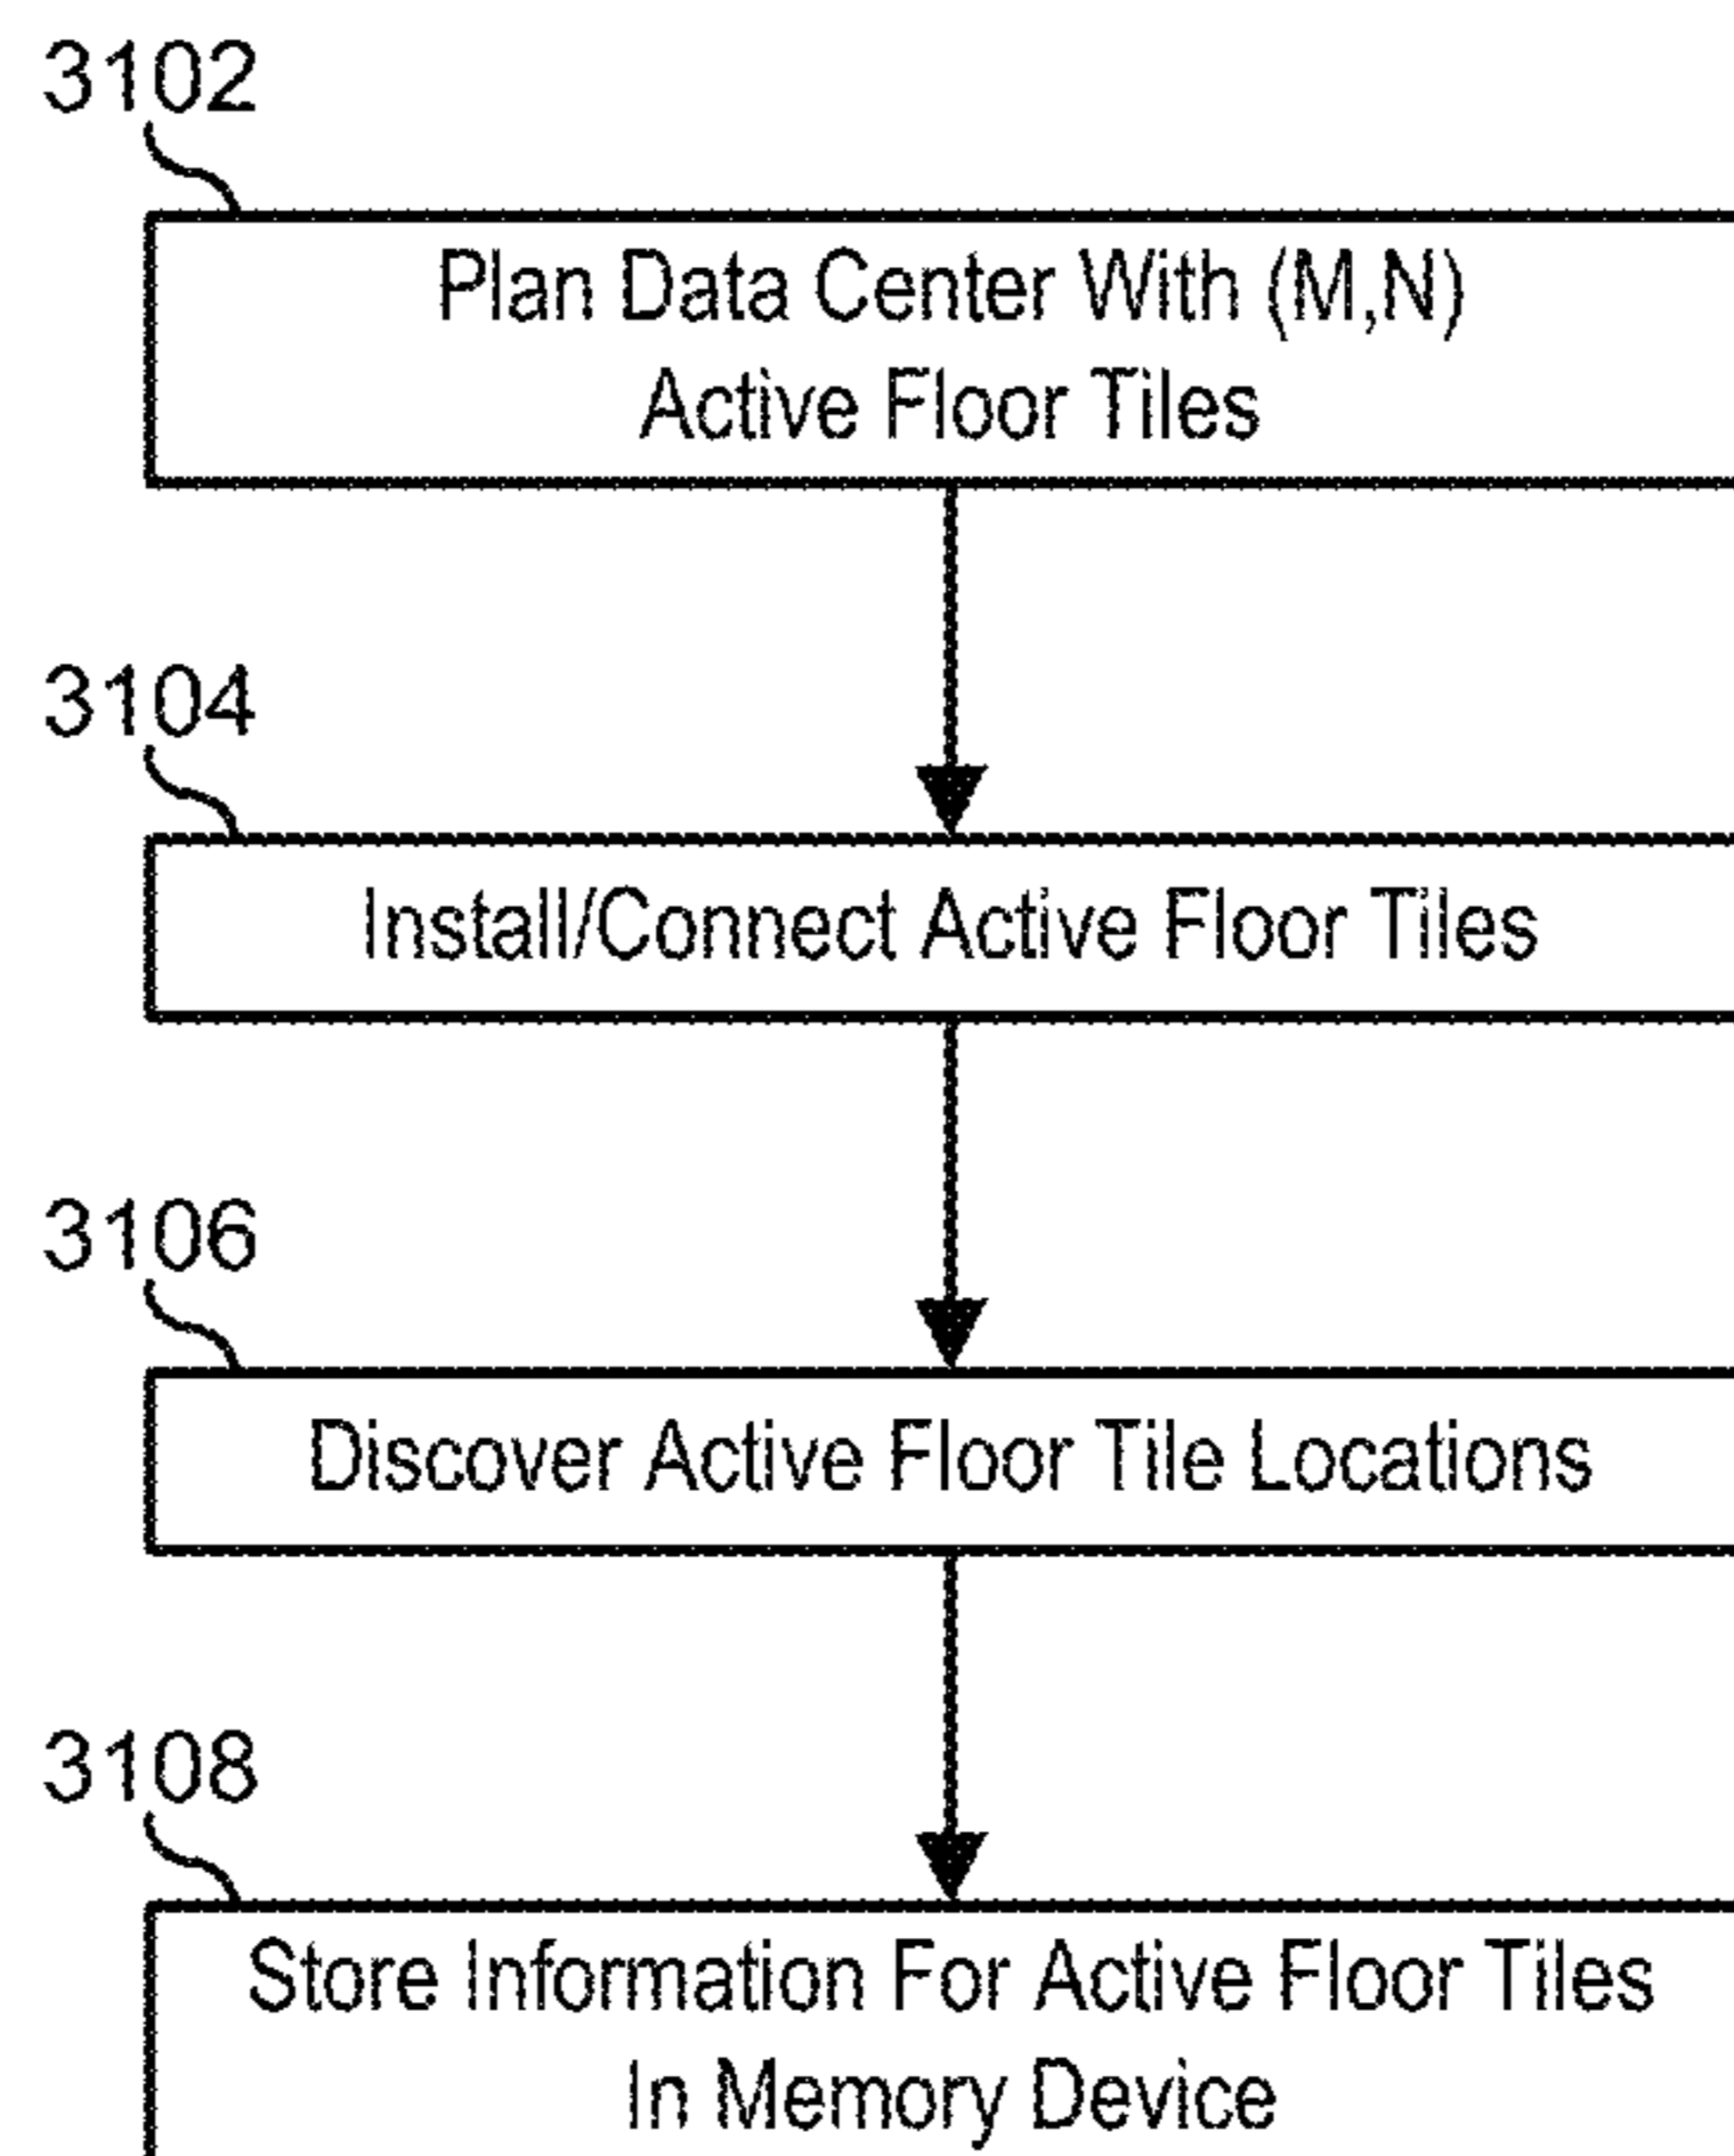 3102
Plan Data Center With (M,N)
Active Floor Tiles
3104
Install/Connect Active Floor Tiles
3106
Discover Active Floor Tile Locations
3108
Store Information For Active Floor Tiles
In Memory Device